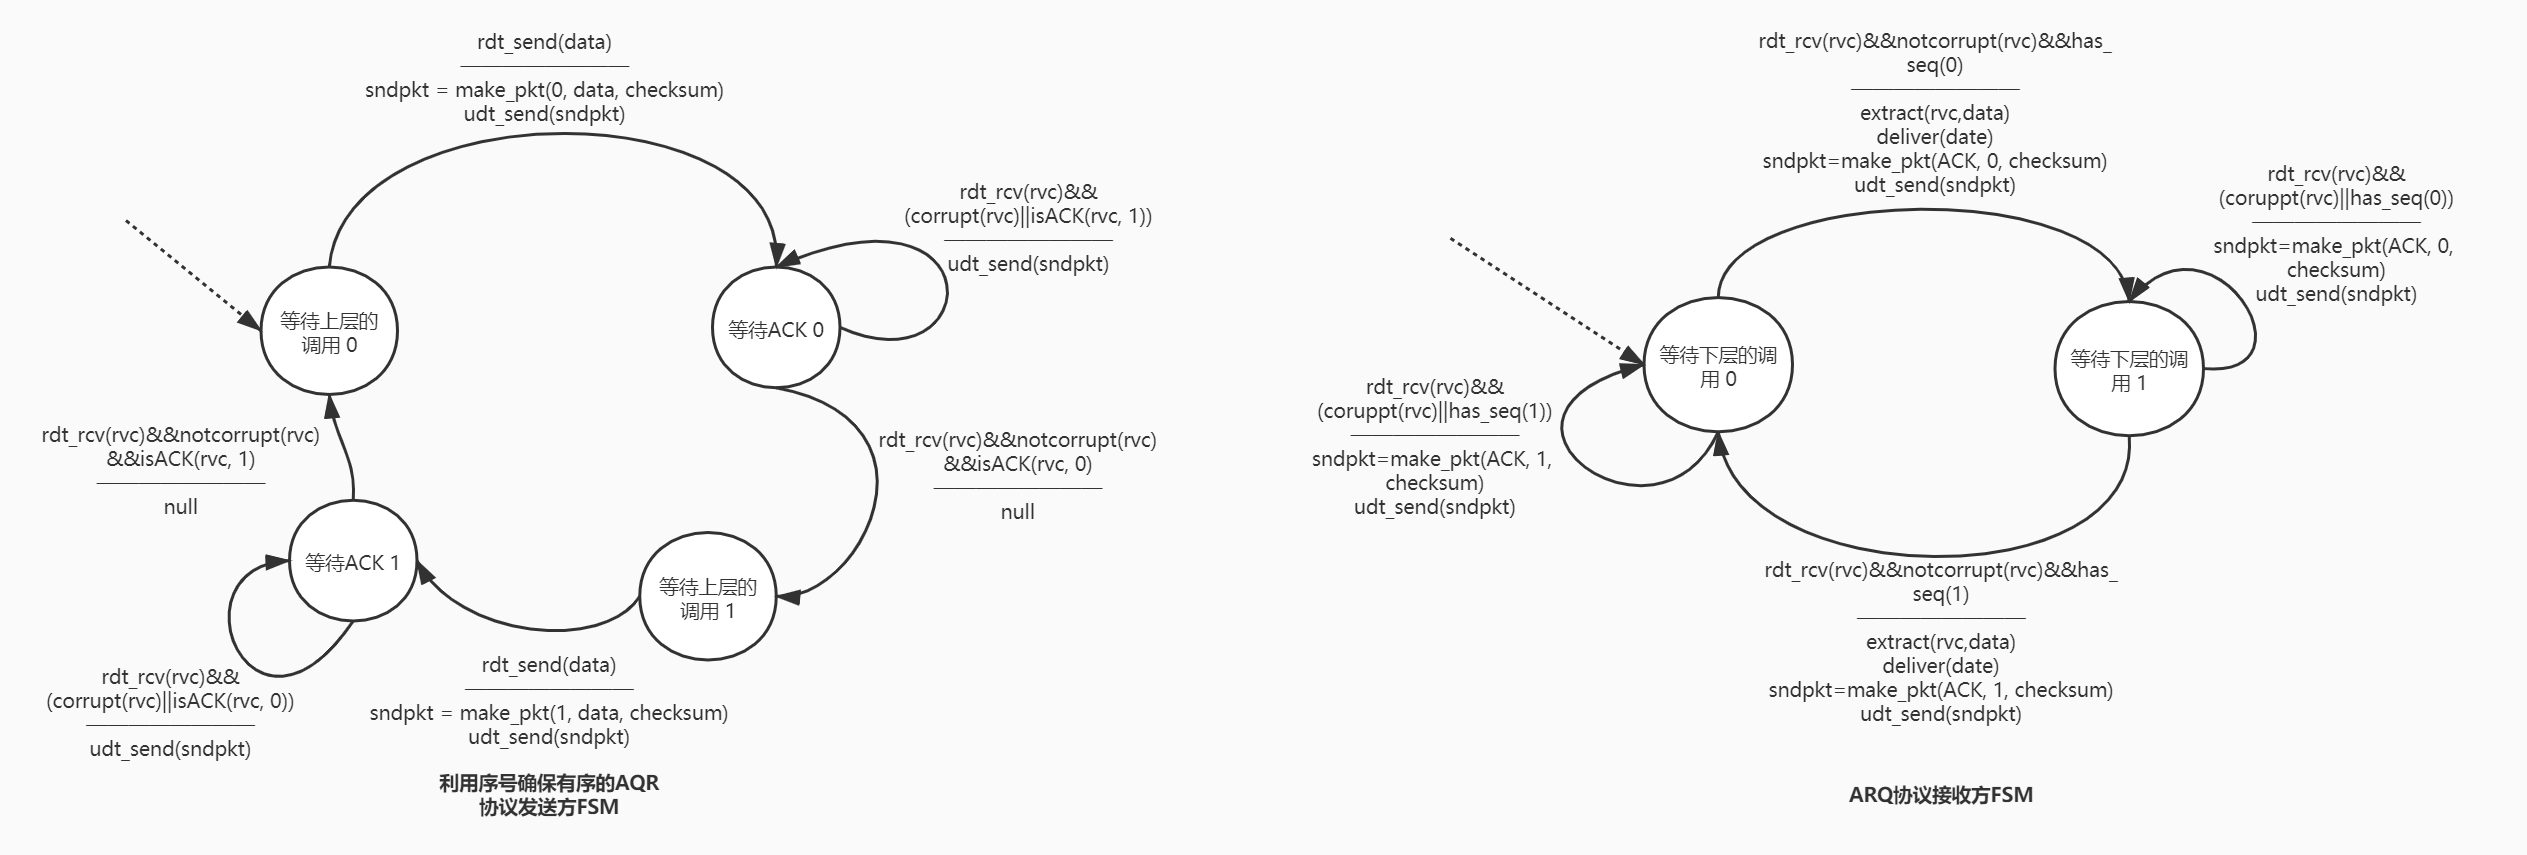 rdt_send(data)
sndpkt = make_pkt(0, data, checksum)
udt_send(sndpkt)
rdt_rcv(rvc)&&
(corrupt(rvc)||isACK(rvc, 1))
udt_send(sndpkt)
等待上层的
调用 0
等待ACK 0
rdt_rcv(rvc)&&notcorrupt(rvc)
&&isACK(rvc, 1)
null
rdt_rcv(rvc)&&notcorrupt(rvc)
&&isACK(rvc, 0)
null
等待ACK 1
等待上层的
调用 1
rdt_rcv(rvc)&&
(corrupt(rvc)||isACK(rvc, 0))
udt_send(sndpkt)
rdt_send(data)
sndpkt = make_pkt(1, data, checksum)
udt_send(sndpkt)
利用序号确保有序的AQR
协议发送方FSM
rdt_rcv(rvc)&&notcorrupt(rvc)&&has_
seq(0)
extract(rvc,data)
deliver(date)
sndpkt=make_pkt(ACK, 0, checksum)
udt_send(sndpkt)
rdt_rcv(rvc)&&
(coruppt(rvc)||has_seq(0))
sndpkt=make_pkt(ACK, 0,
checksum)
udt_send(sndpkt)
等待下层的调
用 0
等待下层的调
用 1
rdt_rcv(rvc)&&
(coruppt(rvc)||has_seq(1))
sndpkt=make_pkt(ACK, 1,
checksum)
udt_send(sndpkt)
rdt_rcv(rvc)&&notcorrupt(rvc)&&has_
seq(1)
extract(rvc,data)
deliver(date)
sndpkt=make_pkt(ACK, 1, checksum)
udt_send(sndpkt)
ARQ协议接收方FSM